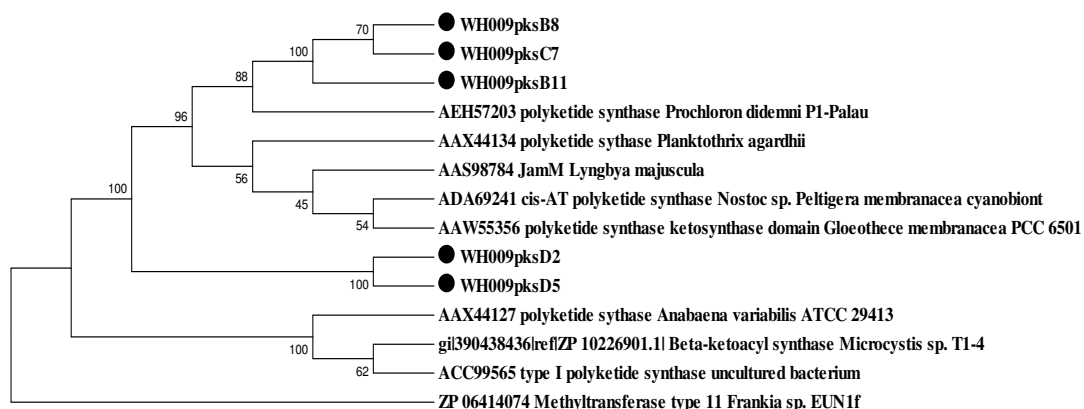 70
WH009pksB8
100
WH009pksC7
88
WH009pksB11
96
AEH57203 polyketide synthase Prochloron didemni P1-Palau
AAX44134 polyketide sythase Planktothrix agardhii
100
56
AAS98784 JamM Lyngbya majuscula
45
ADA69241 cis-AT polyketide synthase Nostoc sp. Peltigera membranacea cyanobiont
54
AAW55356 polyketide synthase ketosynthase domain Gloeothece membranacea PCC 6501
WH009pksD2
100
WH009pksD5
AAX44127 polyketide sythase Anabaena variabilis ATCC 29413
100
gi|390438436|ref|ZP 10226901.1| Beta-ketoacyl synthase Microcystis sp. T1-4
62
ACC99565 type I polyketide synthase uncultured bacterium
ZP 06414074 Methyltransferase type 11 Frankia sp. EUN1f